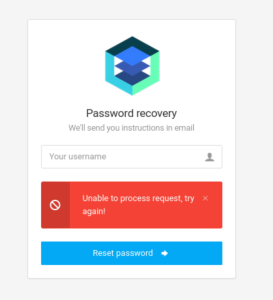 Password recovery
We'll send you instructions in email
Your username
Unable to process request, try
again!
Reset password